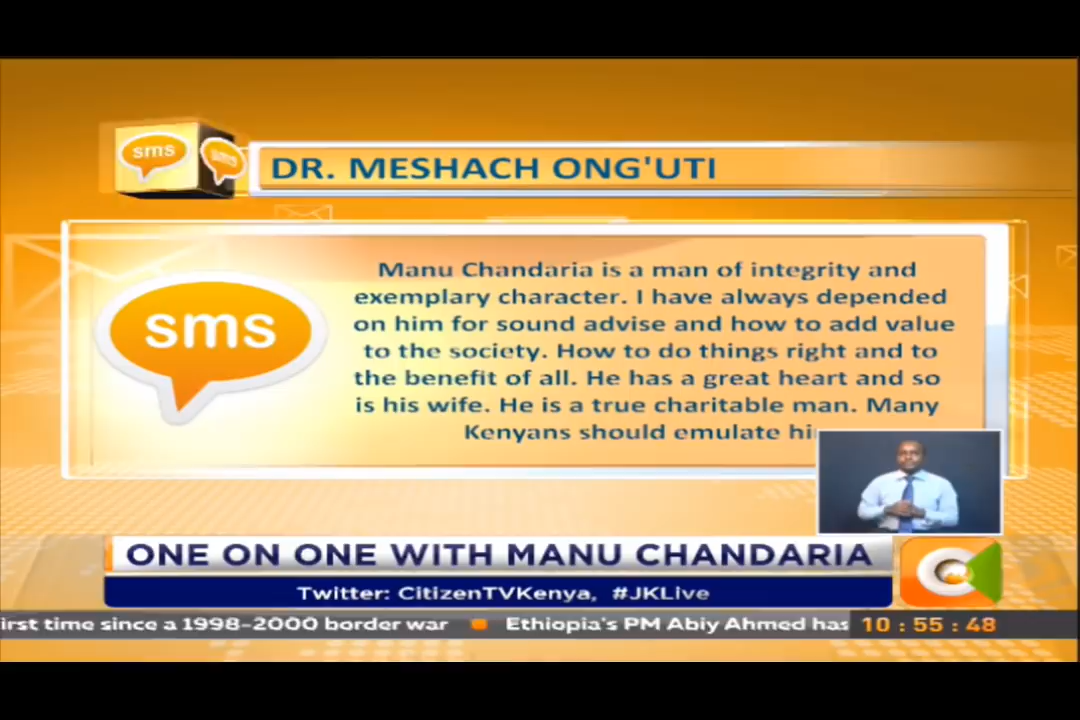 sms
sms
DR. MESHACH ONG'UTI
sms
Manu Chandaria is a man of integrity and
exemplary character. I have always depended
on him for sound advise and how to add value
to the society. How to do things right and to
the benefit of all. He has a great heart and so
is his wife. He is a true charitable man. Many
Kenyans should emulate
ONE ON ONE WITH MANU CHANDARIA
Twitter: CitizenTVKenya, #JKLive
irst time since a 1998-2000 border war
Ethiopia's PM Abiy Ahmed has
10:55:48